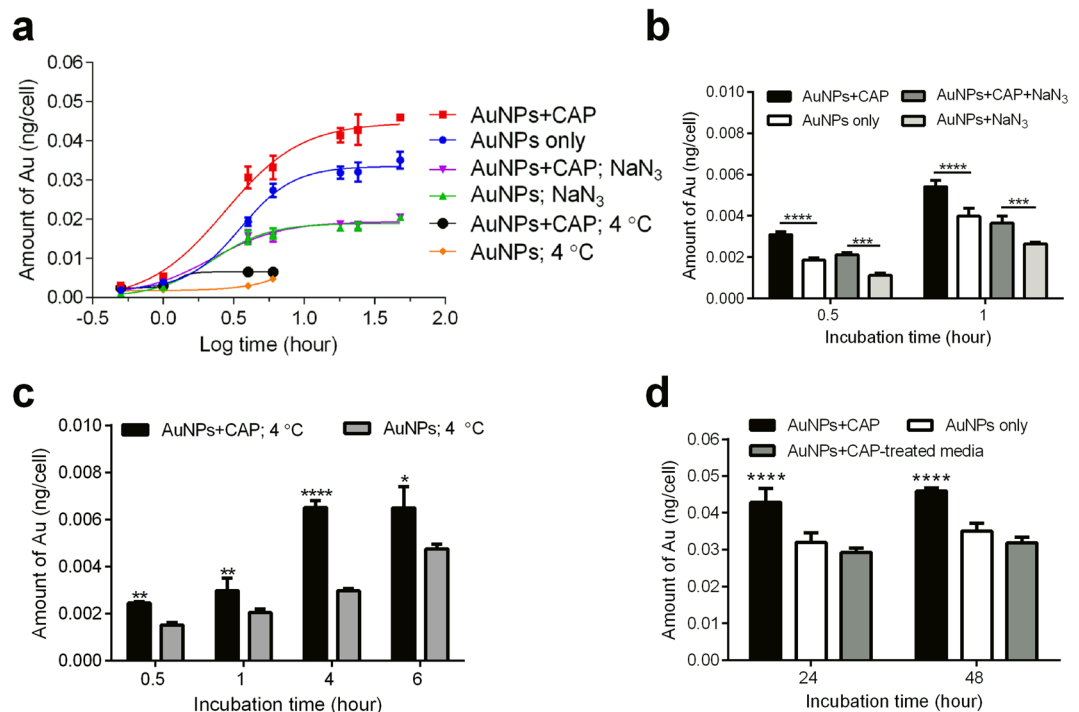 a
Amount of Au (ng/cell)
0.06
0.05
0.04
0.03
0.02
0.01
0.00
-0.5
0.0
0.5
1.0
1.5
2.0
Log time (hour)
AuNPs+CAP
AuNPs only
AuNPs+CAP; NaN₃
AuNPs; NaN₃
AuNPs+CAP; 4 °C
AuNPs; 4 °C
b
Amount of Au (ng/cell)
0.010
0.008
0.006
0.004
0.002
0.000
AuNPs+CAP
AuNPs+CAP+NaN₃
AuNPs only
AuNPs+NaN₃
****
***
****
***
0.5
1
Incubation time (hour)
c
Amount of Au (ng/cell)
0.010
0.008
0.006
0.004
0.002
0.000
AuNPs+CAP; 4 °C
AuNPs; 4 °C
**
**
****
*
0.5
1
4
6
Incubation time (hour)
d
Amount of Au (ng/cell)
0.06
0.05
0.04
0.03
0.02
0.01
0.00
AuNPs+CAP
AuNPs only
AuNPs+CAP-treated media
****
****
24
48
Incubation time (hour)